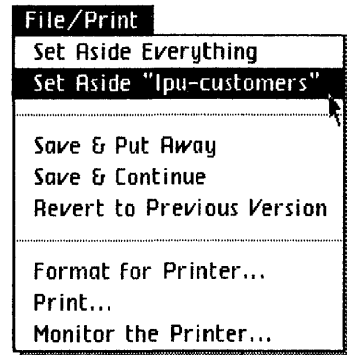 File/Print
Set Aside Everything
Set Aside "lpu-customers"
Save & Put Away
Save & Continue
Revert to Previous Version
Format for Printer...
Print...
Monitor the Printer...